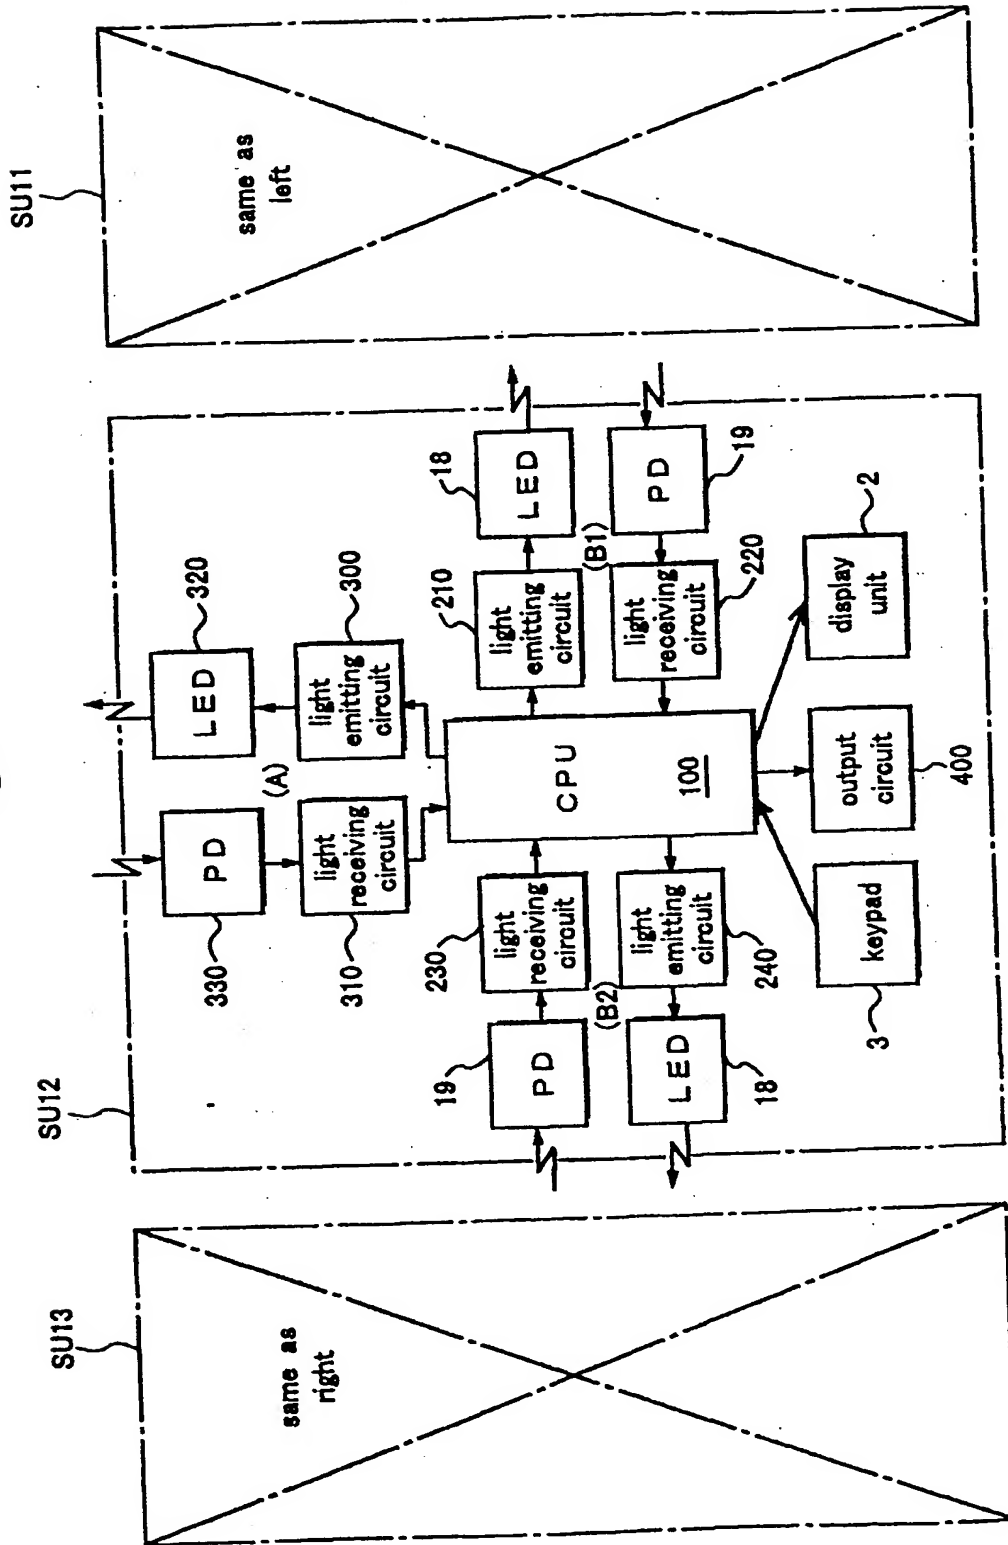 SU13
SU12
SU11
same as
right
same as
left
330
PD
LED
320
(A)
310
light
receiving
circuit
light
emitting
circuit
300
19
PD
230
light
receiving
circuit
CPU
100
210
light
emitting
circuit
18
LED
(B2)
(B1)
LED
18
light
emitting
circuit
240
light
receiving
circuit
220
PD
19
3
keypad
output
circuit
400
display
unit
2